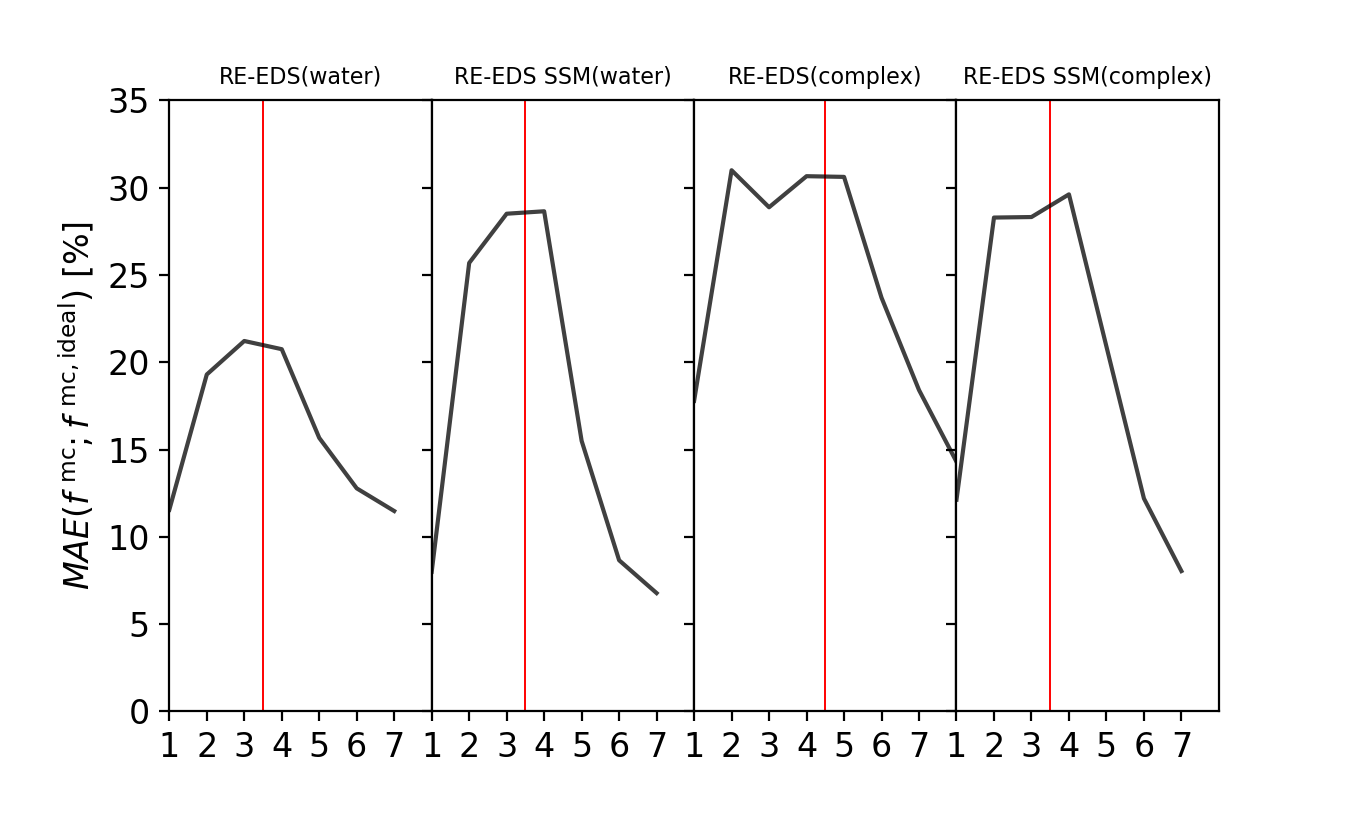 RE-EDS(water) RE-EDS SSM(water) RE-EDS(complex) RE-EDS SSM(complex)
MAE(f mc; f mc, ideal) [%]
35
30
25
20
15
10
5
0
1 2 3 4 5 6 7 1 2 3 4 5 6 7 1 2 3 4 5 6 7 1 2 3 4 5 6 7